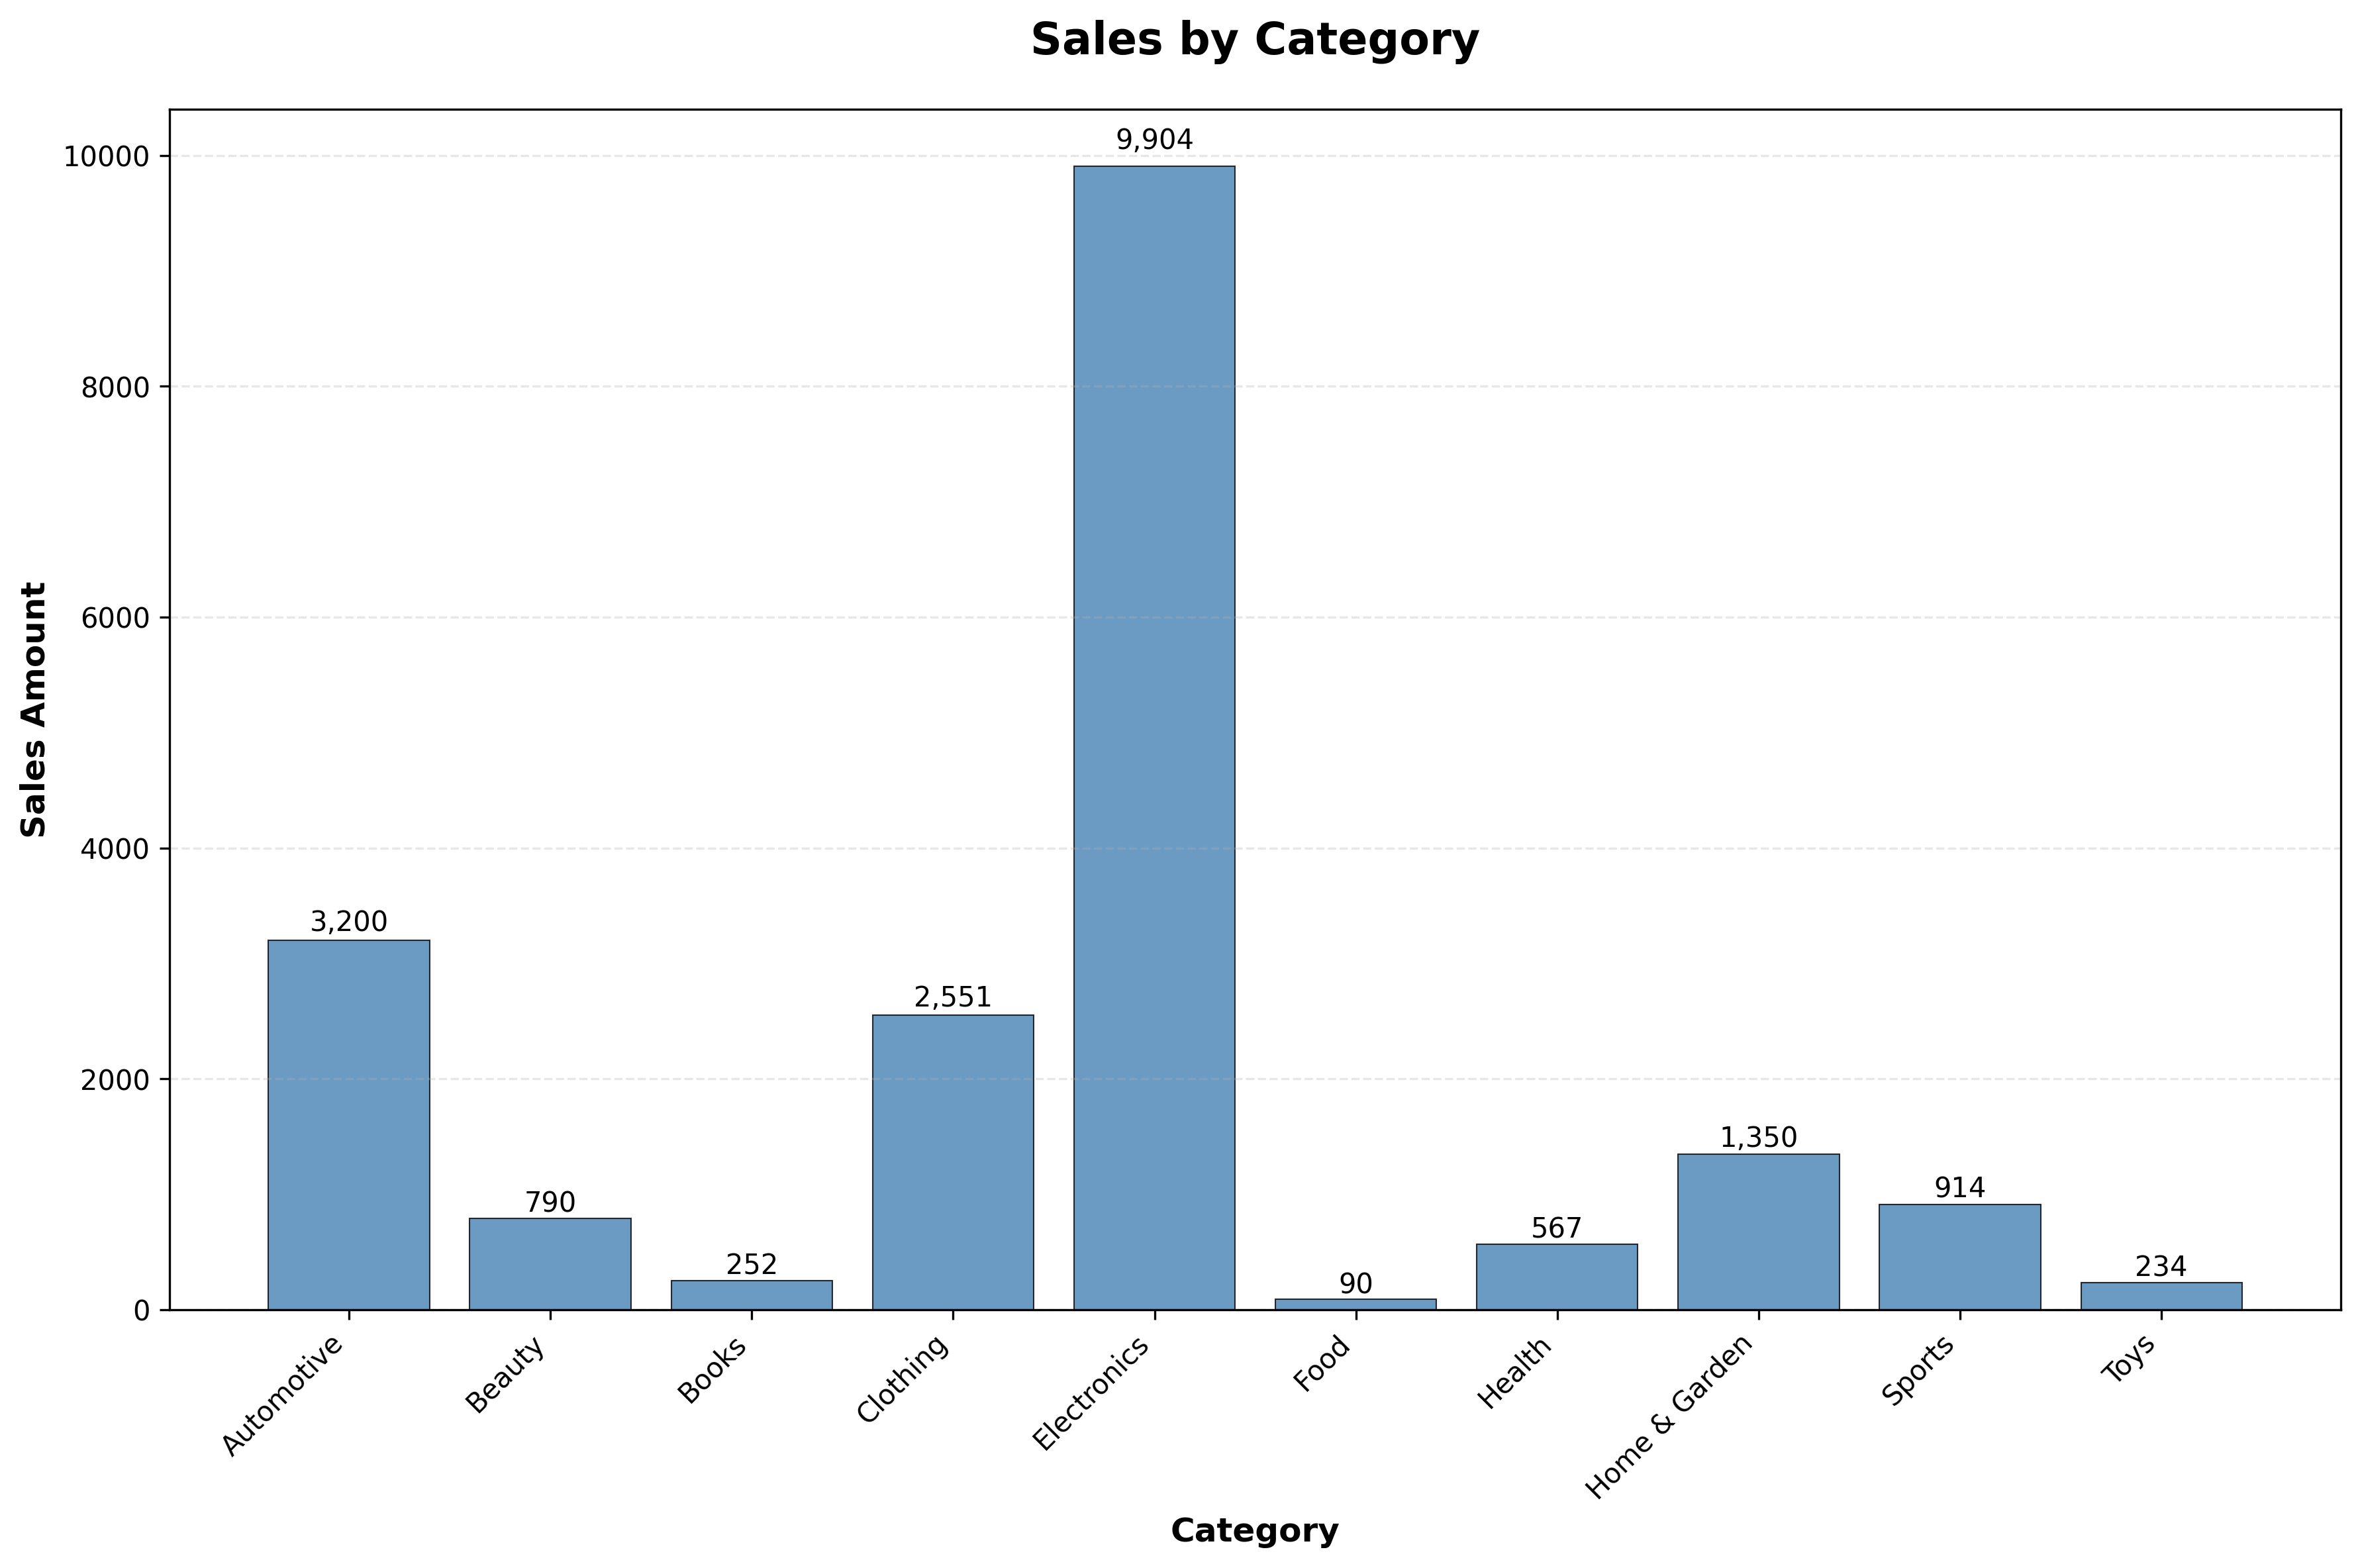 Sales by Category
Sales Amount
10000
8000
6000
4000
2000
0
3,200
790
252
2,551
9,904
90
567
1,350
914
234
Automotive
Beauty
Books
Clothing
Electronics
Food
Health
Home & Garden
Sports
Toys
Category